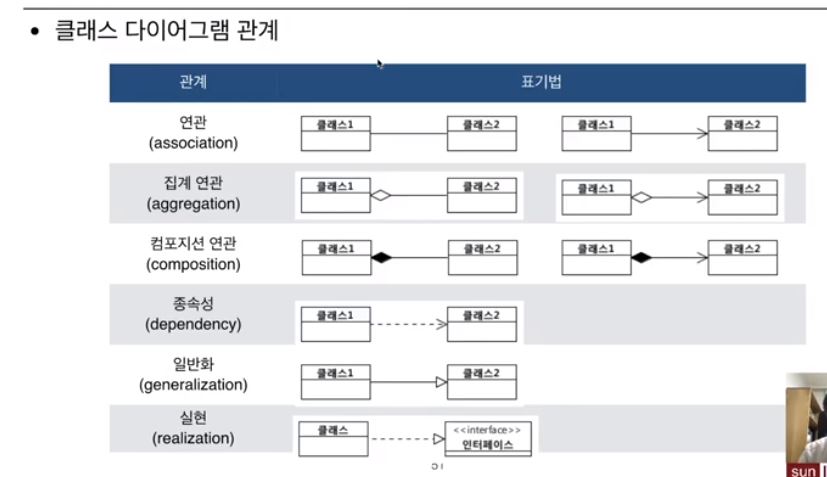 • 클래스 다이어그램 관계
관계 표기법
연관 클래스1 클래스2 클래스1 클래스2
(association)
집계 연관 클래스1 클래스2 클래스1 클래스2
(aggregation)
컴포지션 연관 클래스1 클래스2 클래스1 클래스2
(composition)
종속성 클래스1 클래스2
(dependency)
일반화 클래스1 클래스2
(generalization)
실현 클래스 <<interface>>
(realization) 인터페이스
sun